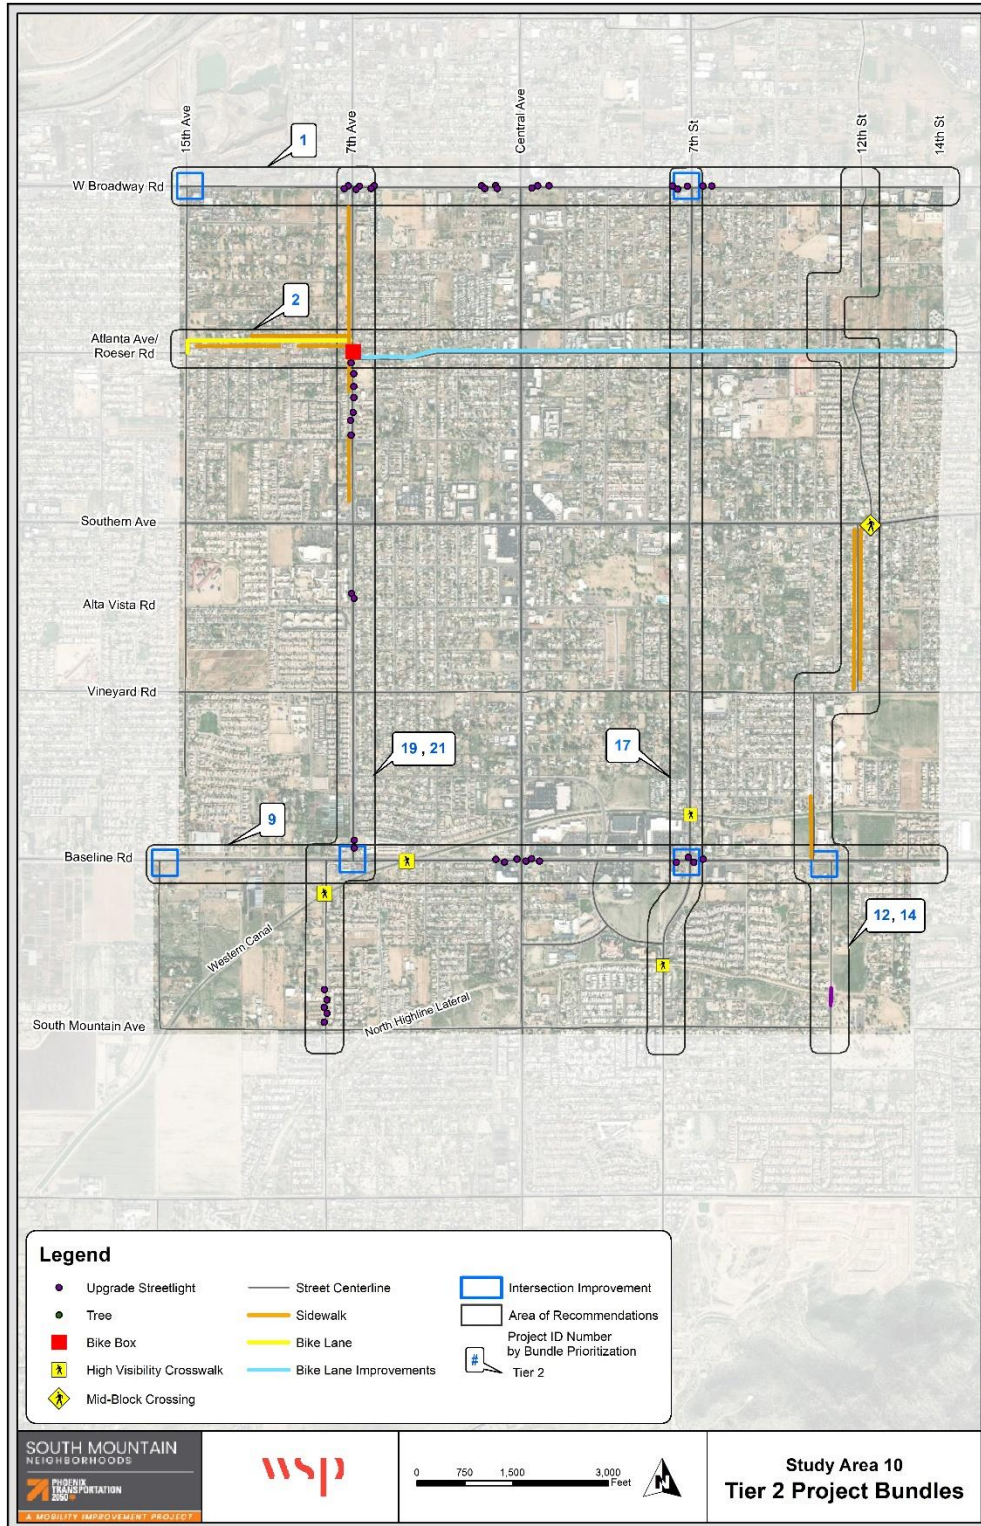 15th Ave
7th Ave
Central Ave
7th St
12th St
14th St
1
W Broadway Rd
2
Atlanta Ave/
Roeser Rd
Southern Ave
Alta Vista Rd
Vineyard Rd
19 , 21
17
9
Baseline Rd
12, 14
Western Canal
North Highline Lateral
South Mountain Ave
Legend
Upgrade Streetlight
Tree
Bike Box
High Visibility Crosswalk
Mid-Block Crossing
Street Centerline
Sidewalk
Bike Lane
Bike Lane Improvements
Intersection Improvement
Area of Recommendations
Project ID Number
by Bundle Prioritization
#
Tier 2
SOUTH MOUNTAIN
NEIGHBORHOODS
PHOENIX
TRANSPORTATION
2050
A MOBILITY IMPROVEMENT PROJECT
wsp
0 750 1,500 3,000
Feet
N
Study Area 10
Tier 2 Project Bundles